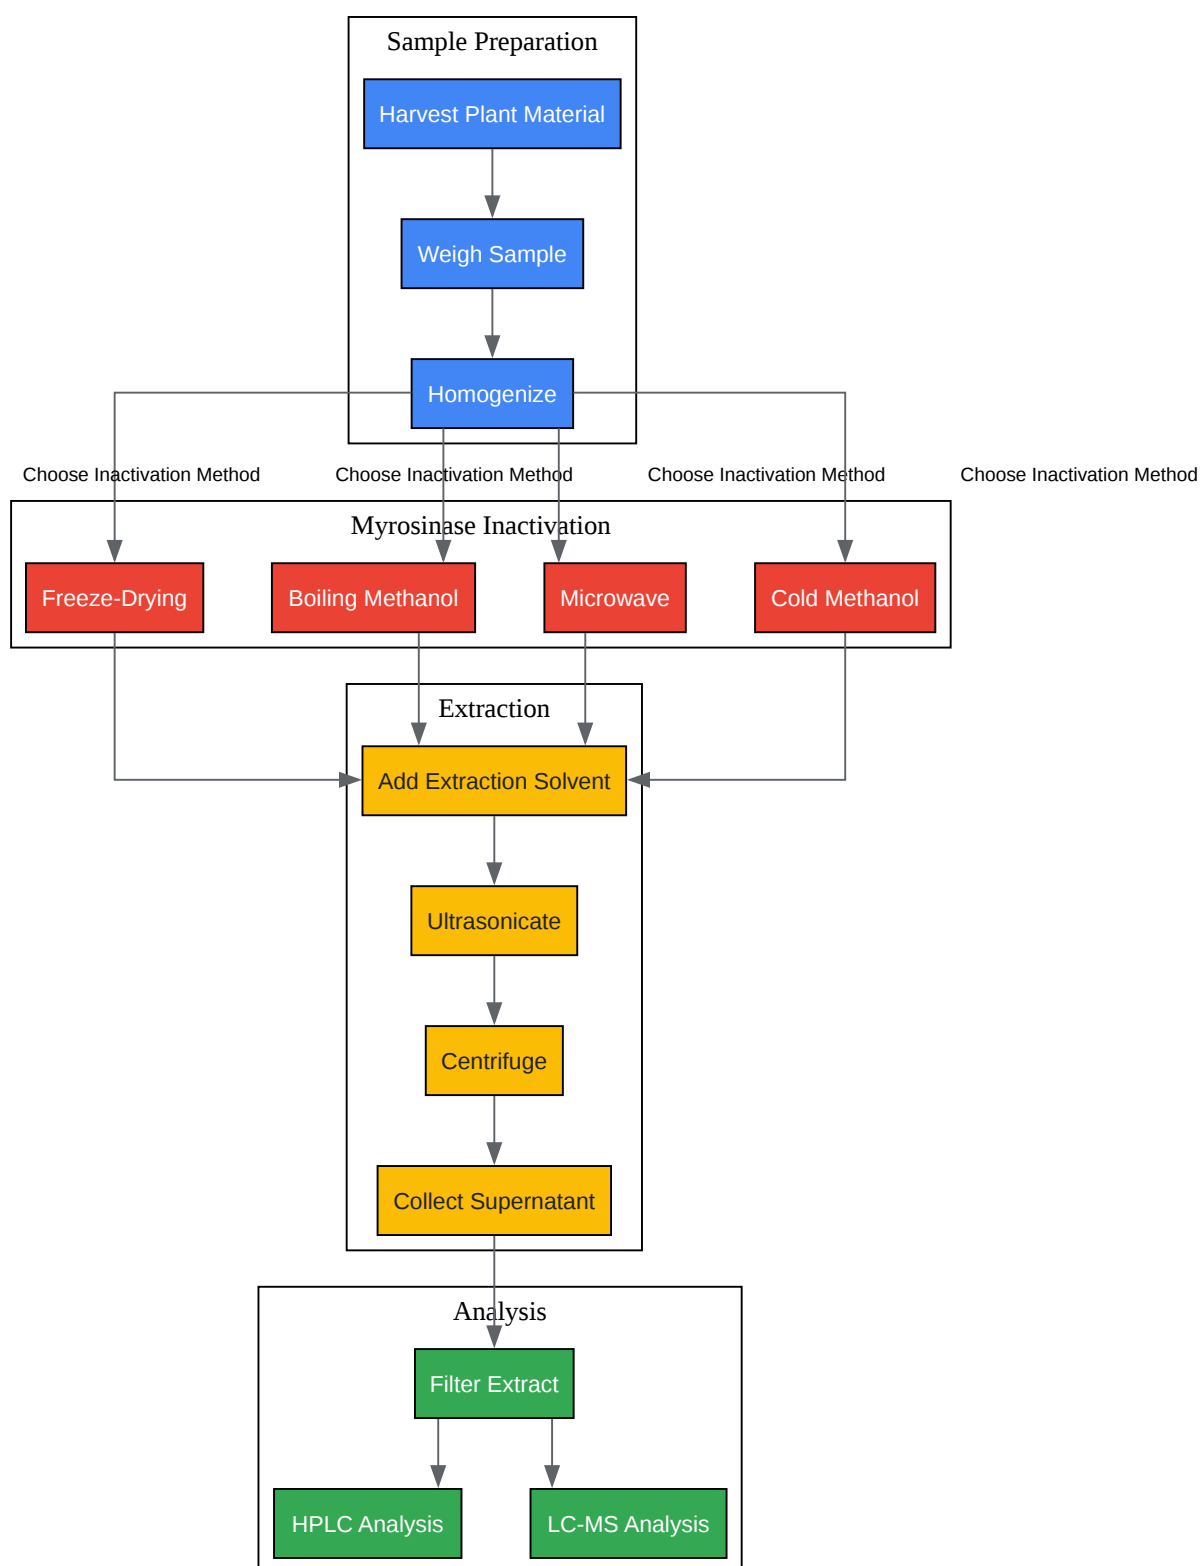 Sample Preparation
Harvest Plant Material
Weigh Sample
Homogenize
Choose Inactivation Method
Choose Inactivation Method
Choose Inactivation Method
Choose Inactivation Method
Myrosinase Inactivation
Freeze-Drying
Boiling Methanol
Microwave
Cold Methanol
Extraction
Add Extraction Solvent
Ultrasonicate
Centrifuge
Collect Supernatant
Analysis
Filter Extract
HPLC Analysis
LC-MS Analysis